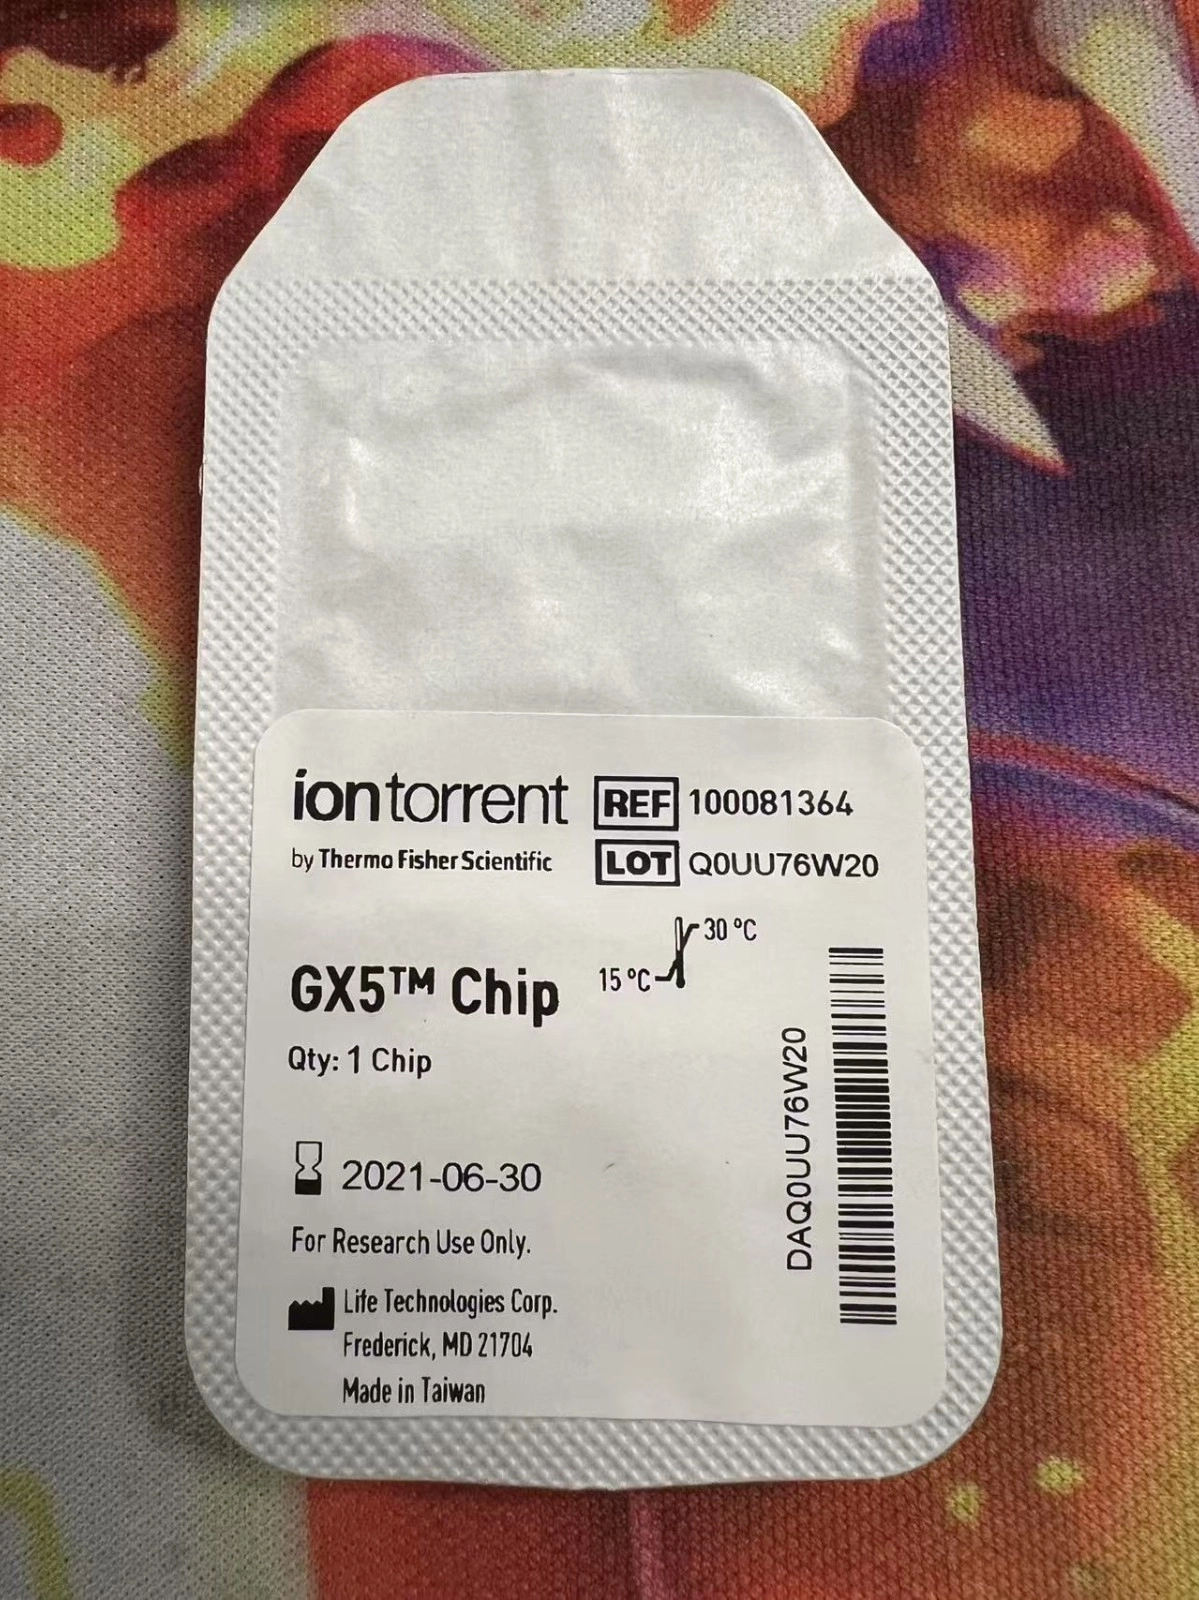 iontorrent
by Thermo Fisher Scientific
REF 100081364
LOT Q0UU76W20
30 °C
15 °C
GX5™ Chip
Qty: 1 Chip
2021-06-30
For Research Use Only.
Life Technologies Corp.
Frederick, MD 21704
Made in Taiwan
DAQ0UU76W20